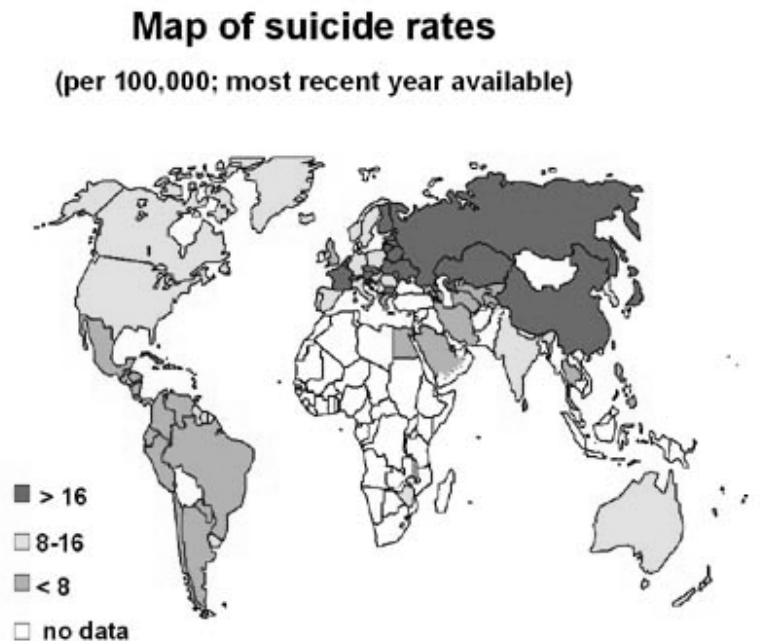 Map of suicide rates
(per 100,000; most recent year available)
> 16
8-16
< 8
no data